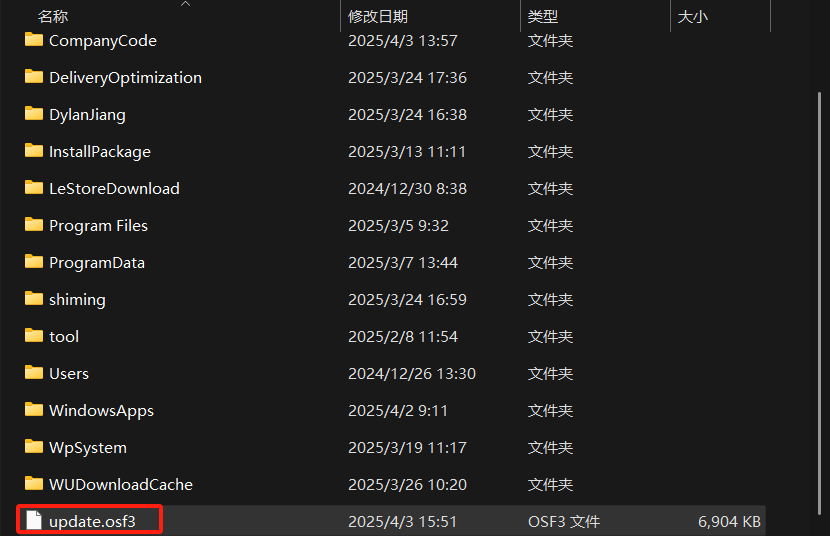 名称 修改日期 类型 大小
CompanyCode 2025/4/3 13:57 文件夹
DeliveryOptimization 2025/3/24 17:36 文件夹
DylanJiang 2025/3/24 16:38 文件夹
InstallPackage 2025/3/13 11:11 文件夹
LeStoreDownload 2024/12/30 8:38 文件夹
Program Files 2025/3/5 9:32 文件夹
ProgramData 2025/3/7 13:44 文件夹
shiming 2025/3/24 16:59 文件夹
tool 2025/2/8 11:54 文件夹
Users 2024/12/26 13:30 文件夹
WindowsApps 2025/4/2 9:11 文件夹
WpSystem 2025/3/19 11:17 文件夹
WUDownloadCache 2025/3/26 10:20 文件夹
update.osf3 2025/4/3 15:51 OSF3 文件 6,904 KB